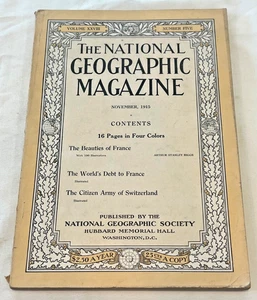 VOLUME XXVIII NUMBER FIVE
THE NATIONAL
GEOGRAPHIC
MAGAZINE
NOVEMBER, 1915
CONTENTS
16 Pages in Four Colors
The Beauties of France
ARTHUR STANLEY RIGGS
The World's Debt to France
The Citizen Army of Switzerland
PUBLISHED BY THE
NATIONAL GEOGRAPHIC SOCIETY
HUBBARD MEMORIAL HALL
WASHINGTON, D.C.
$2.50 A YEAR 25 CTS A COPY